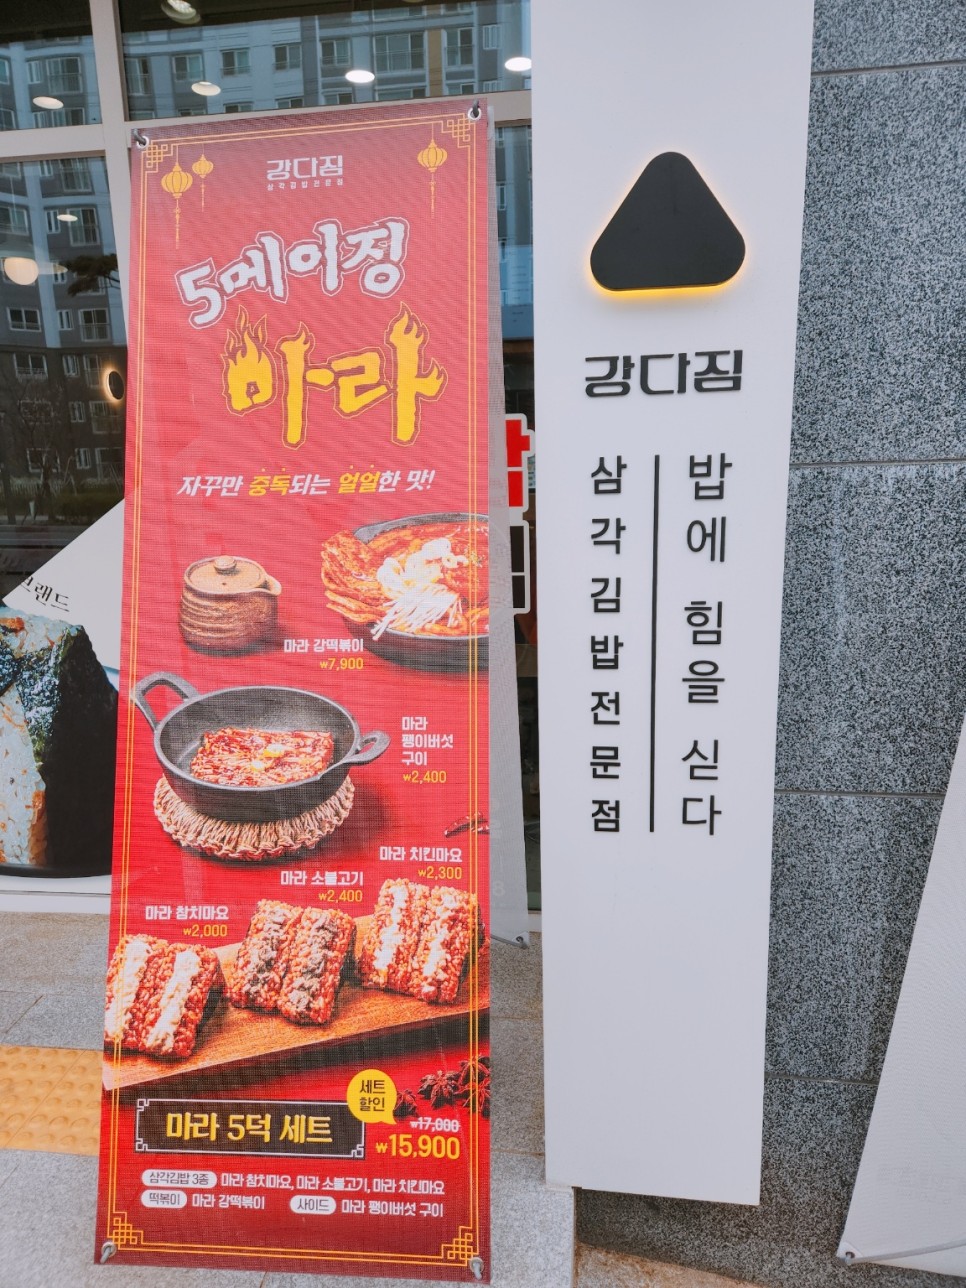 강다짐
삼각김밥전문점
5메이징
마라
자꾸만 중독되는 얼얼한 맛!
마라 강떡볶이
₩7,900
마라
팽이버섯
구이
₩2,400
마라 치킨마요
₩2,300
마라 소불고기
₩2,400
마라 참치마요
₩2,000
세트
할인
마라 5덕 세트
₩17,000
₩15,900
삼각김밥 3종 마라 참치마요, 마라 소불고기, 마라 치킨마요
떡볶이 마라 강떡볶이 사이드 마라 팽이버섯 구이
강다짐
밥에 힘을 싣다
삼각김밥전문점
브랜드